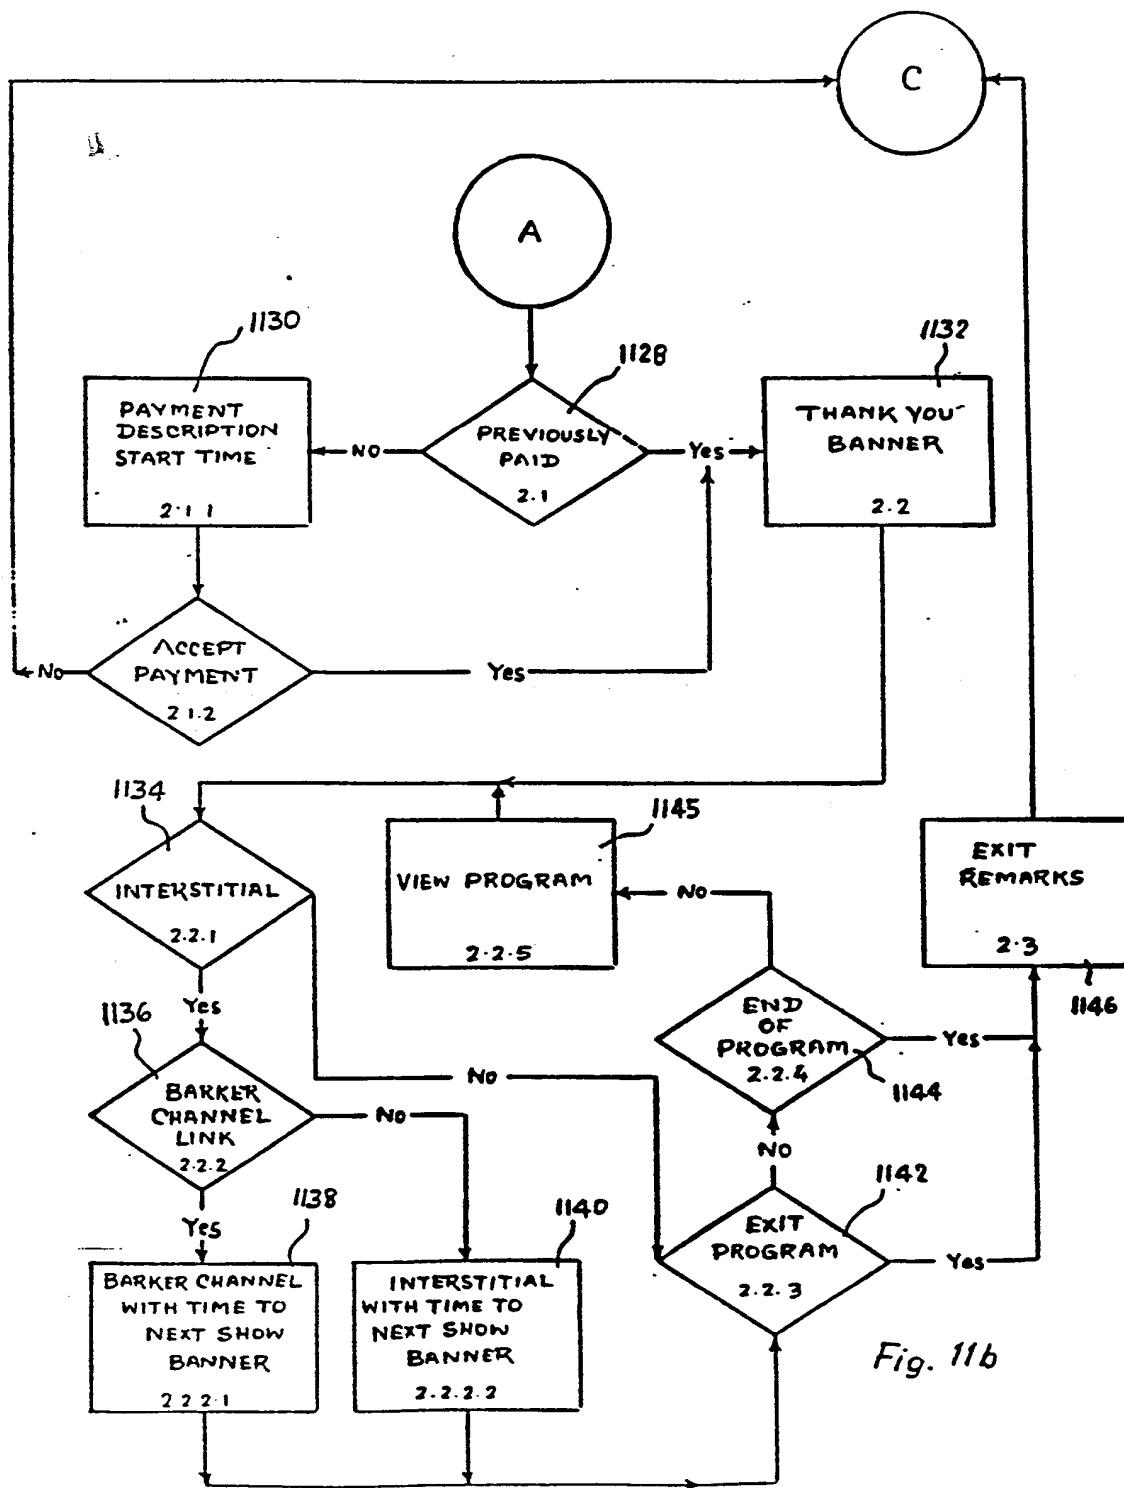 C
A
1130
1128
1132
PAYMENT
DESCRIPTION
START TIME
2.1.1
NO
PREVIOUSLY
PAID
2.1
Yes
THANK YOU
BANNER
2.2
ACCEPT
PAYMENT
2.1.2
No
Yes
1134
INTERSTITIAL
2.2.1
1145
VIEW PROGRAM
2.2.5
NO
EXIT
REMARKS
2.3
1146
Yes
1136
BARKER
CHANNEL
LINK
2.2.2
No
NO
END
OF
PROGRAM
2.2.4
1144
Yes
NO
Yes
1138
BARKER CHANNEL
WITH TIME TO
NEXT SHOW
BANNER
2.2.2.1
1140
INTERSTITIAL
WITH TIME TO
NEXT SHOW
BANNER
2.2.2.2
1142
EXIT
PROGRAM
2.2.3
Yes
Fig. 11b